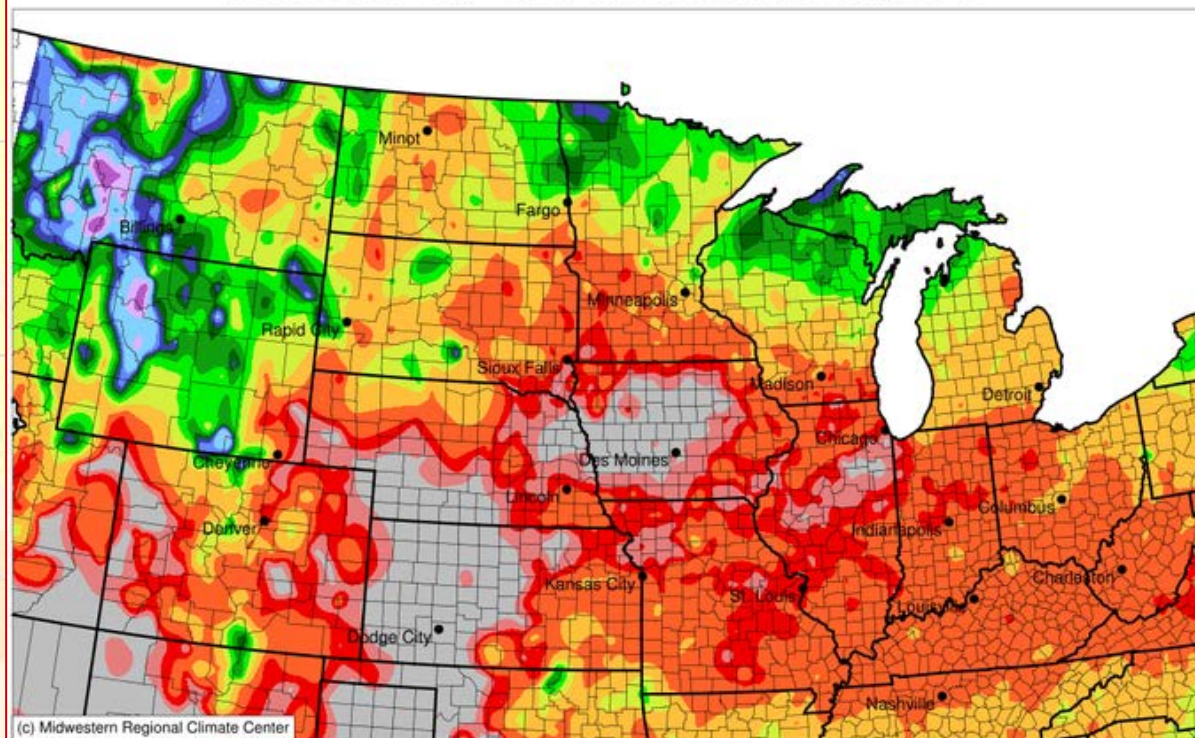 Minot
Fargo
Billings
Minneapolis
Rapid City
Sioux Falls
Madison
Detroit
Chicago
Cheyenne
Des Moines
Lincoln
Columbus
Denver
Indianapolis
Kansas City
Charleston
St. Louis
Louisville
Dodge City
Nashville
(c) Midwestern Regional Climate Center